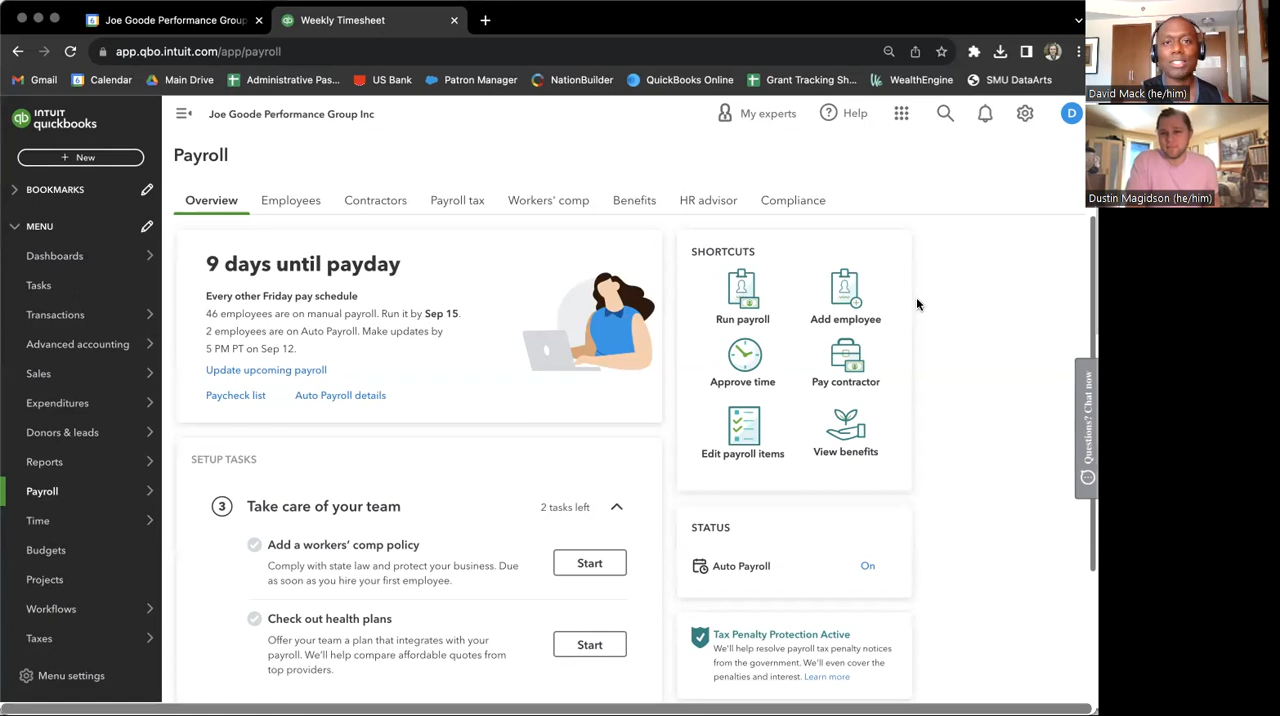 Joe Goode Performance Group
Weekly Timesheet
app.qbo.intuit.com/app/payroll
Gmail
Calendar
Main Drive
Administrative Pas...
US Bank
Patron Manager
NationBuilder
QuickBooks Online
Grant Tracking Sh...
WealthEngine
SMU DataArts
INTUIT
quickbooks
+ New
BOOKMARKS
MENU
Dashboards
Tasks
Transactions
Advanced accounting
Sales
Expenditures
Donors & leads
Reports
Payroll
Time
Budgets
Projects
Workflows
Taxes
Menu settings
Joe Goode Performance Group Inc
My experts
Help
D
Payroll
Overview
Employees
Contractors
Payroll tax
Workers' comp
Benefits
HR advisor
Compliance
9 days until payday
Every other Friday pay schedule
46 employees are on manual payroll. Run it by Sep 15.
2 employees are on Auto Payroll. Make updates by
5 PM PT on Sep 12.
Update upcoming payroll
Paycheck list
Auto Payroll details
SETUP TASKS
3
Take care of your team
2 tasks left
Add a workers' comp policy
Comply with state law and protect your business. Due
as soon as you hire your first employee.
Start
Check out health plans
Offer your team a plan that integrates with your
payroll. We'll help compare affordable quotes from
top providers.
Start
SHORTCUTS
Run payroll
Add employee
Approve time
Pay contractor
Edit payroll items
View benefits
STATUS
Auto Payroll
On
Tax Penalty Protection Active
We'll help resolve payroll tax penalty notices
from the government. We'll even cover the
penalties and interest. Learn more
Questions? Chat now
David Mack (he/him)
Dustin Magidson (he/him)